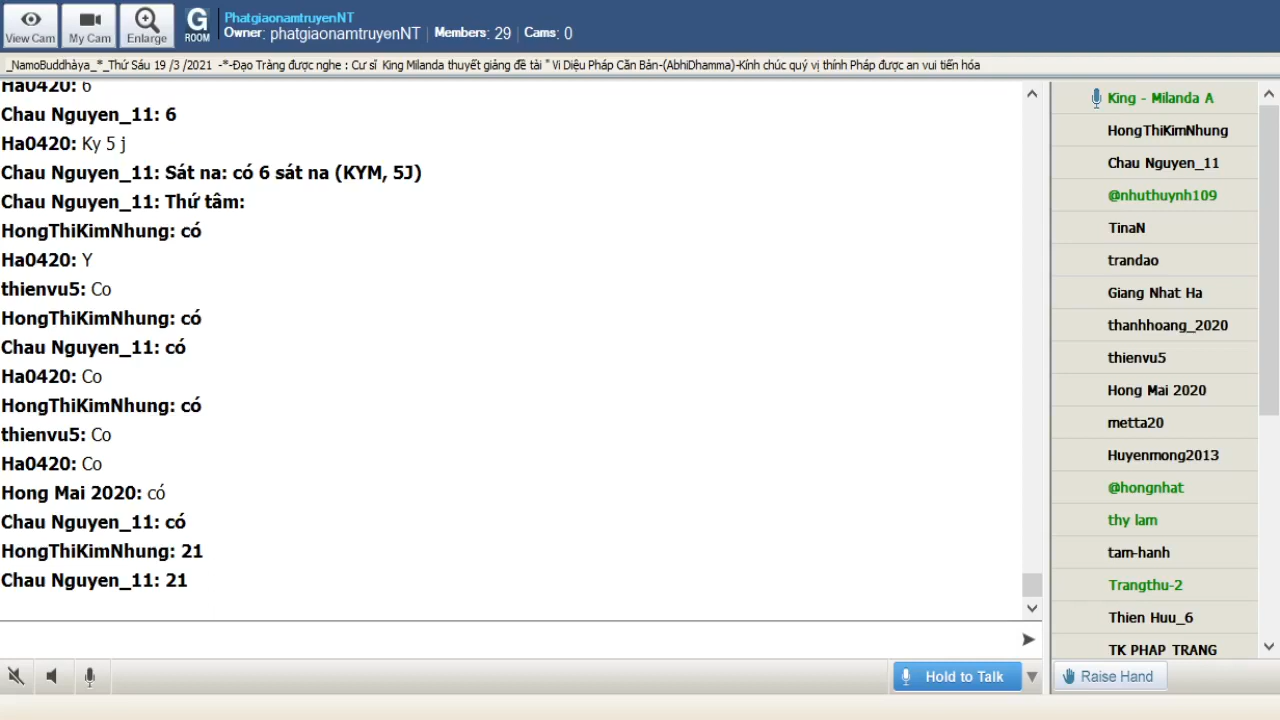 View Cam
My Cam
Enlarge
G
ROOM
PhatgiaonamtruyenNT
Owner: phatgiaonamtruyenNT | Members: 29 | Cams: 0
_NamoBuddhàya_*_Thứ Sáu 19 /3 /2021 -*-Đạo Tràng được nghe : Cư sĩ King Milanda thuyết giảng đề tài " Vi Diệu Pháp Căn Bản-(AbhiDhamma)-Kính chúc quý vị thính Pháp được an vui tiến hóa
Ha0420: 6
Chau Nguyen_11: 6
Ha0420: Ky 5 j
Chau Nguyen_11: Sát na: có 6 sát na (KYM, 5J)
Chau Nguyen_11: Thứ tâm:
HongThiKimNhung: có
Ha0420: Y
thienvu5: Co
HongThiKimNhung: có
Chau Nguyen_11: có
Ha0420: Co
HongThiKimNhung: có
thienvu5: Co
Ha0420: Co
Hong Mai 2020: có
Chau Nguyen_11: có
HongThiKimNhung: 21
Chau Nguyen_11: 21
King - Milanda A
HongThiKimNhung
Chau Nguyen_11
@nhuthuynh109
TinaN
trandao
Giang Nhat Ha
thanhhoang_2020
thienvu5
Hong Mai 2020
metta20
Huyenmong2013
@hongnhat
thy lam
tam-hanh
Trangthu-2
Thien Huu_6
TK PHAP TRANG
Hold to Talk
Raise Hand